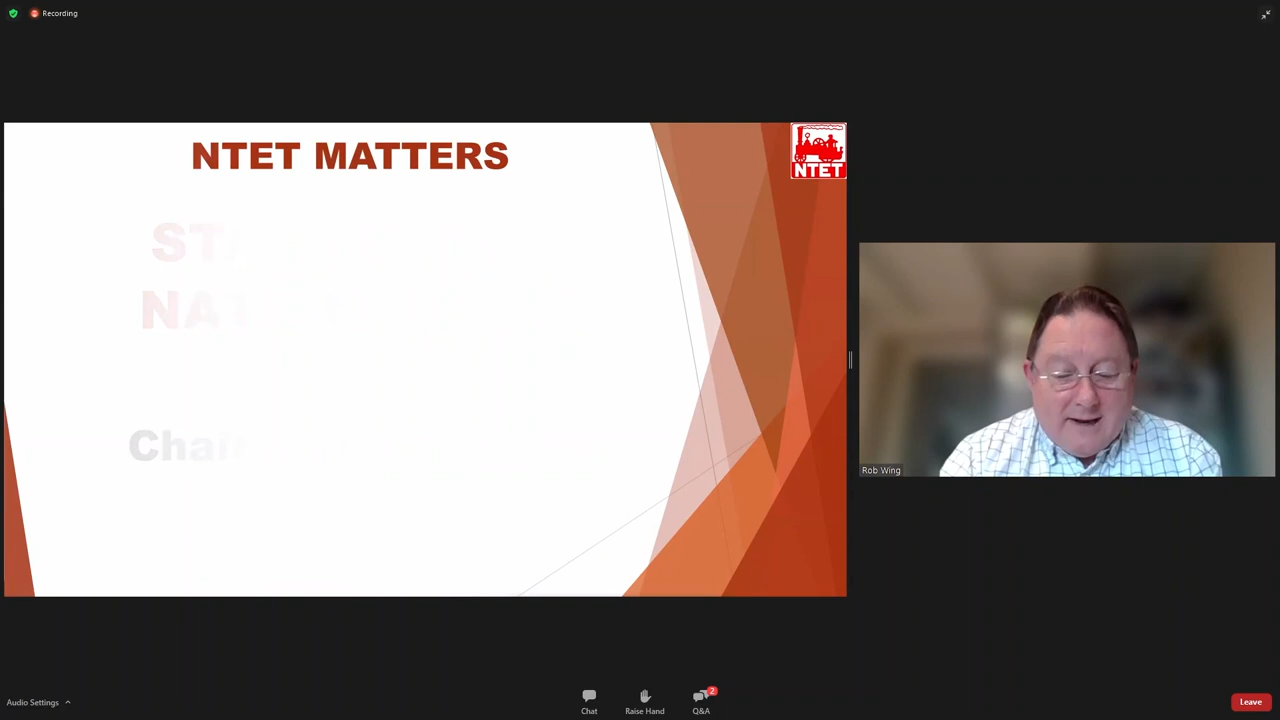 Recording
NTET MATTERS
NTET
Rob Wing
Audio Settings
Chat
Raise Hand
2
Q&A
Leave